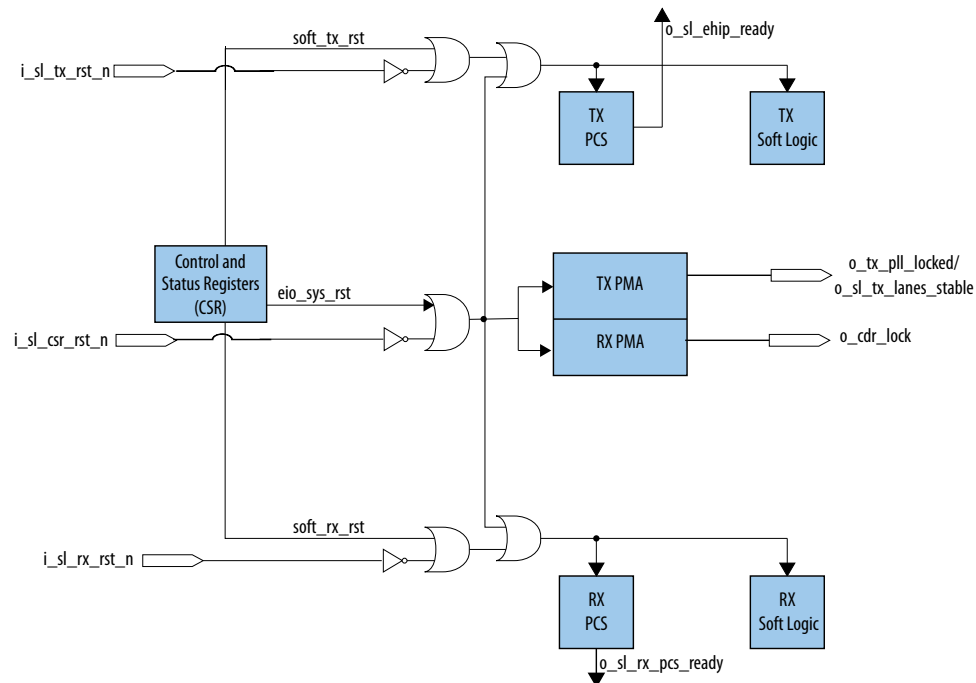 o_sl_ehip_ready
soft_tx_rst
i_sl_tx_rst_n
TX
PCS
TX
Soft Logic
Control and
Status Registers
(CSR)
eio_sys_rst
TX PMA
o_tx_pll_locked/
o_sl_tx_lanes_stable
i_sl_csr_rst_n
RX PMA
o_cdr_lock
soft_rx_rst
i_sl_rx_rst_n
RX
PCS
RX
Soft Logic
o_sl_rx_pcs_ready